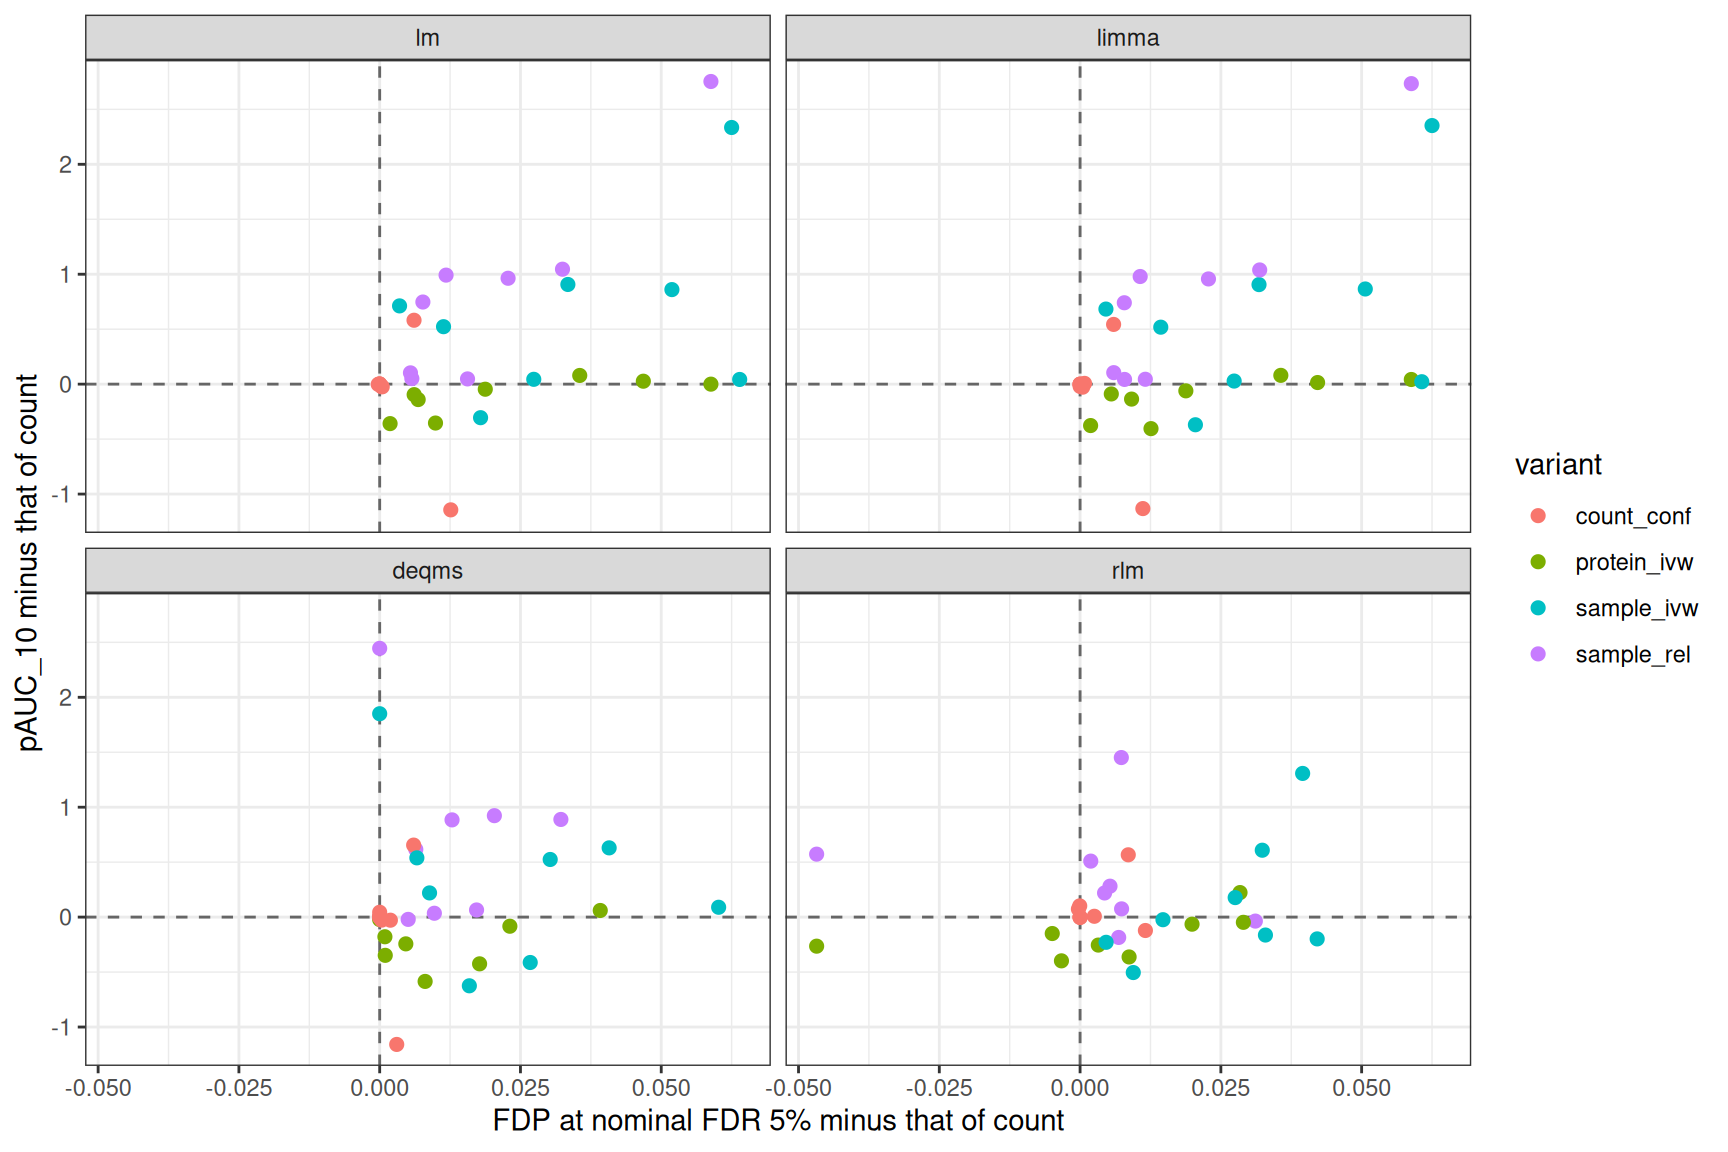 lm
limma
2
1
0
-1
deqms
rlm
2
1
0
-1
-0.050
-0.025
0.000
0.025
0.050
-0.050
-0.025
0.000
0.025
0.050
FDP at nominal FDR 5% minus that of count
pAUC_10 minus that of count
variant
count_conf
protein_ivw
sample_ivw
sample_rel